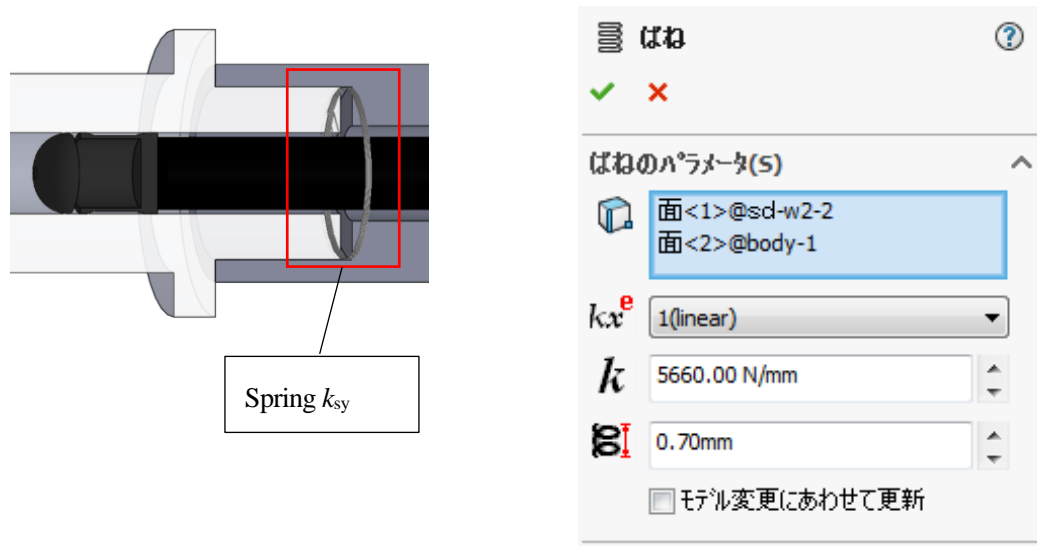 Spring ksy
ばね
ばねのパラメータ(S)
面<1>@sd-w2-2
面<2>@body-1
kxe
1(linear)
k
5660.00 N/mm
0.70mm
モデル変更にあわせて更新